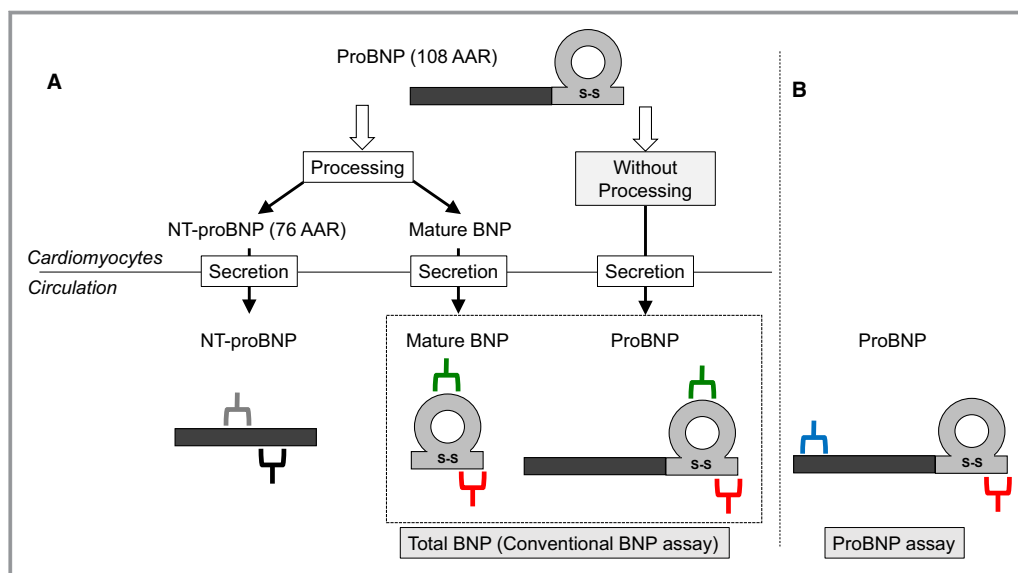 ProBNP (108 AAR)
A
B
S-S
Processing
Without
Processing
NT-proBNP (76 AAR)
Mature BNP
Cardiomyocytes
Secretion
Secretion
Secretion
Circulation
NT-proBNP
Mature BNP
ProBNP
ProBNP
S-S
S-S
S-S
Total BNP (Conventional BNP assay)
ProBNP assay